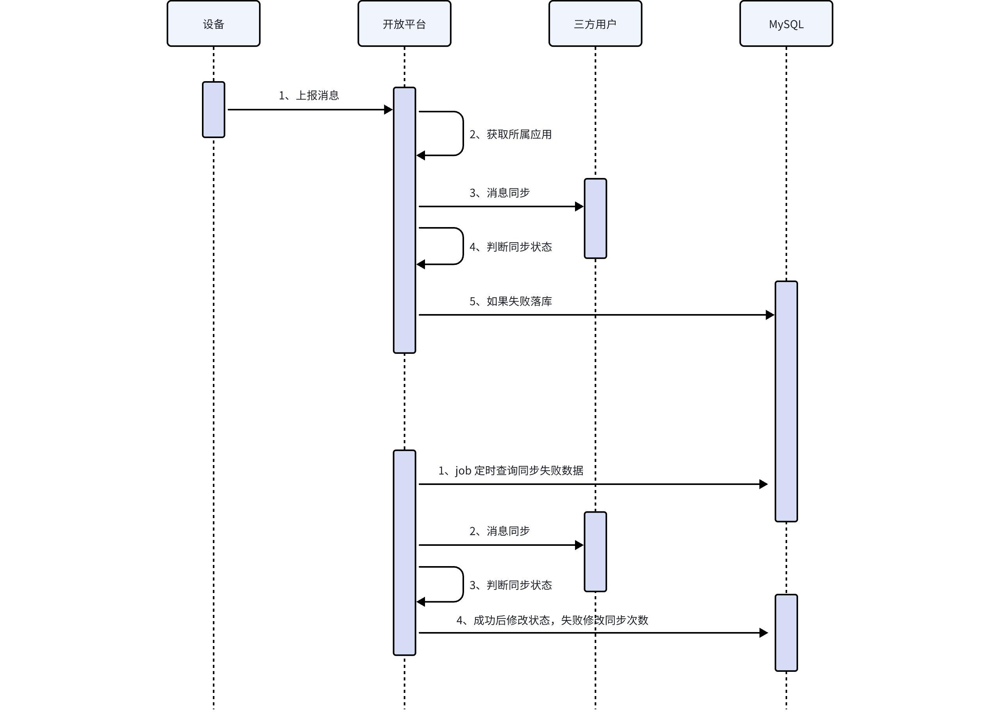 设备
开放平台
三方用户
MySQL
1、上报消息
2、获取所属应用
3、消息同步
4、判断同步状态
5、如果失败落库
1、job 定时查询同步失败数据
2、消息同步
3、判断同步状态
4、成功后修改状态，失败修改同步次数